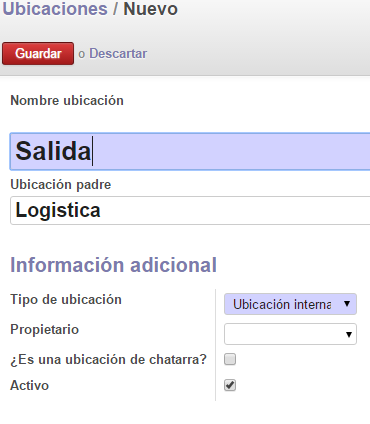 Ubicaciones / Nuevo
Guardar o Descartar
Nombre ubicación
Salida
Ubicación padre
Logistica
Información adicional
Tipo de ubicación Ubicación interna
Propietario
¿Es una ubicación de chatarra?
Activo